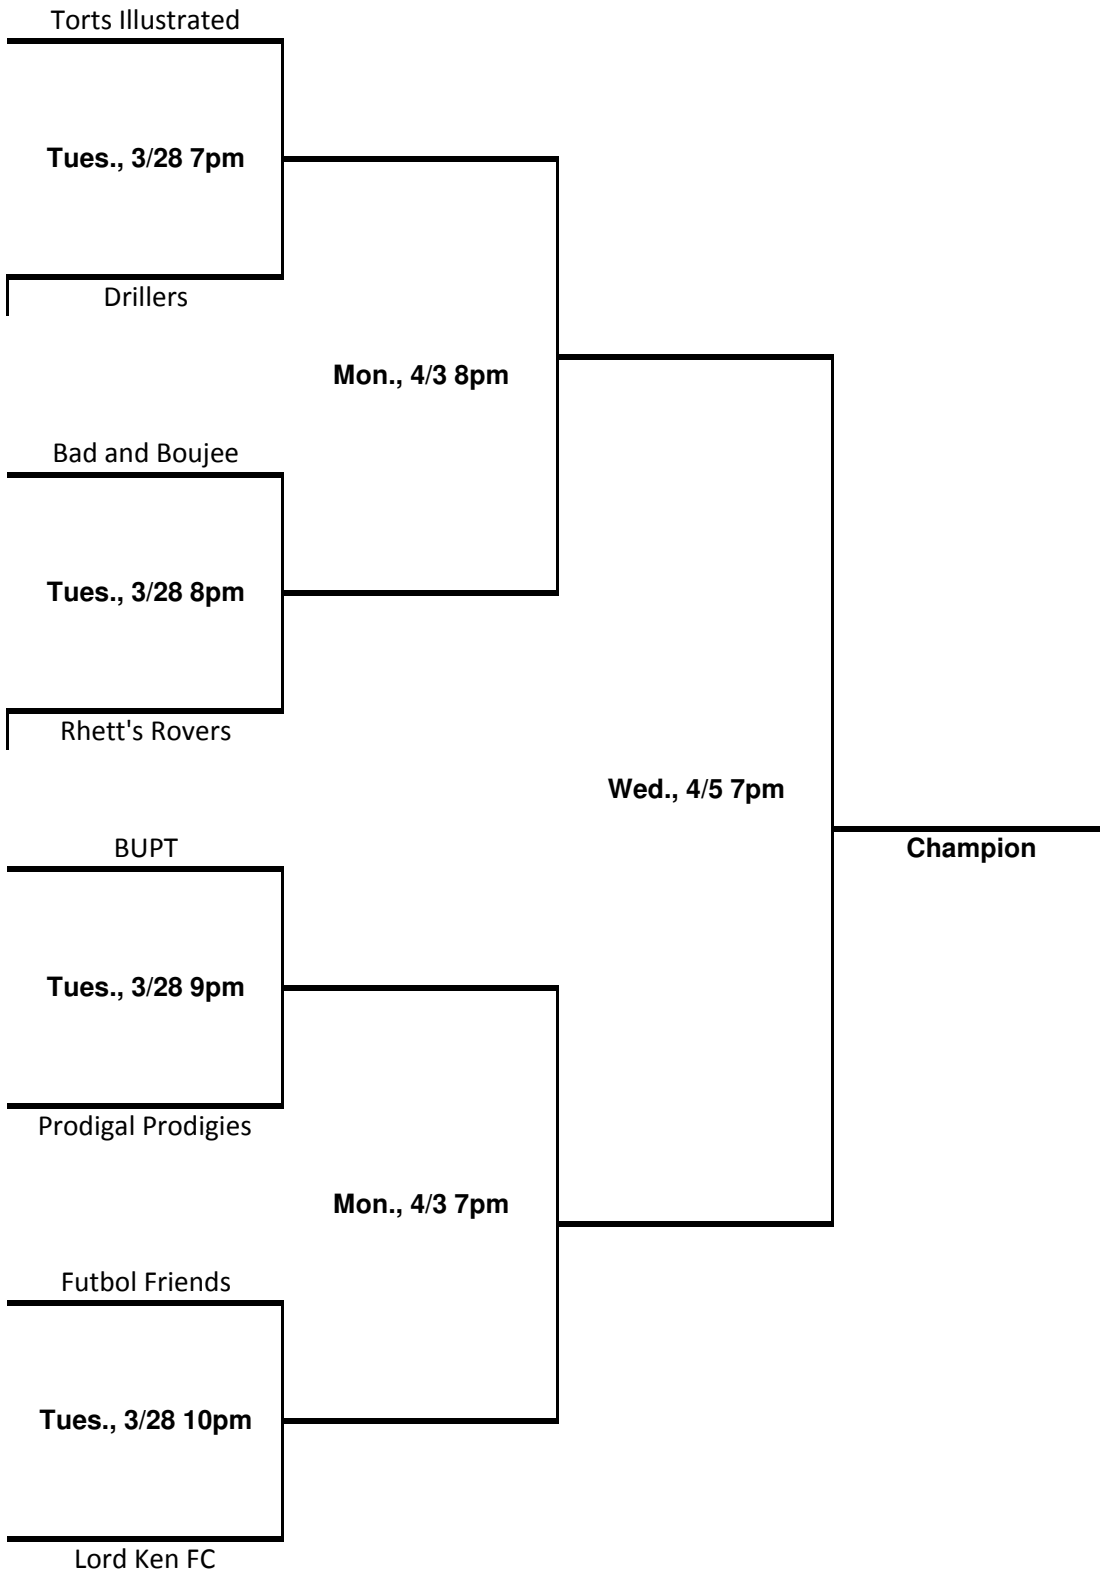 Torts Illustrated
Tues., 3/28 7pm
Drillers
Mon., 4/3 8pm
Bad and Boujee
Tues., 3/28 8pm
Rhett's Rovers
Wed., 4/5 7pm
Champion
BUPT
Tues., 3/28 9pm
Prodigal Prodigies
Mon., 4/3 7pm
Futbol Friends
Tues., 3/28 10pm
Lord Ken FC